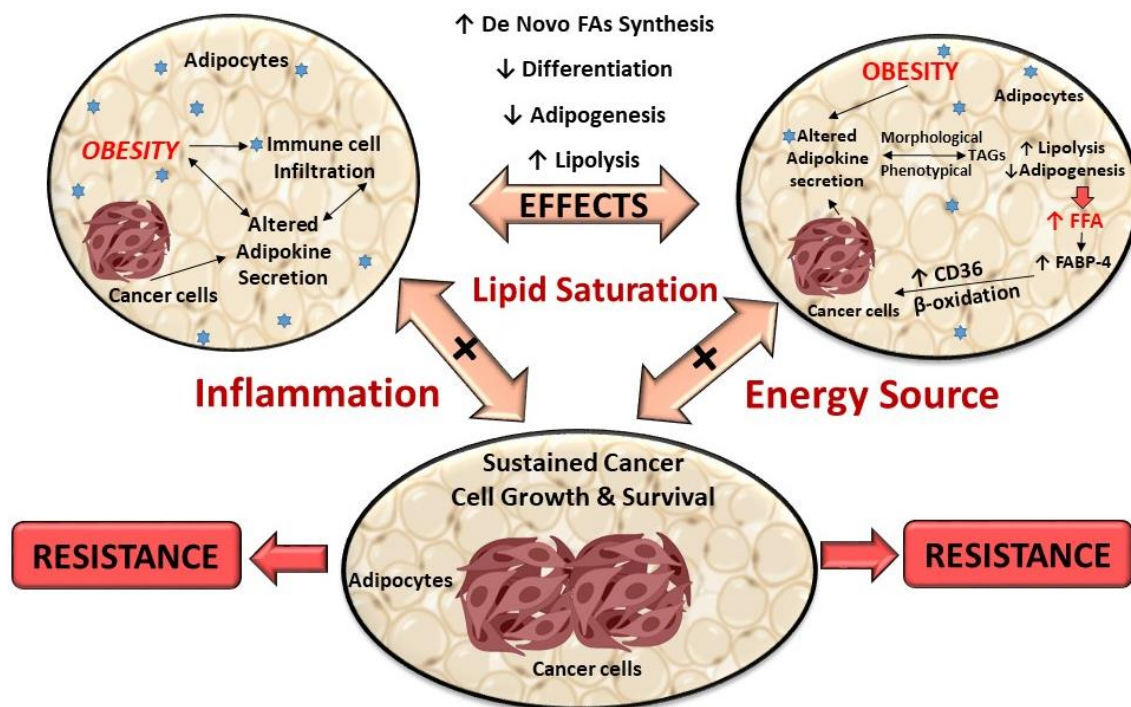 Adipocytes
OBESITY
Immune cell
Infiltration
Altered
Adipokine
Secretion
Cancer cells
↑ De Novo FAs Synthesis
↓ Differentiation
↓ Adipogenesis
↑ Lipolysis
EFFECTS
Lipid Saturation
OBESITY
Adipocytes
Altered
Adipokine
secretion
Morphological
Phenotypical
TAGs
↑ Lipolysis
↓Adipogenesis
↑ FFA
↑ FABP-4
↑ CD36
β-oxidation
Cancer cells
+
+
Inflammation
Energy Source
Sustained Cancer
Cell Growth & Survival
Adipocytes
Cancer cells
RESISTANCE
RESISTANCE